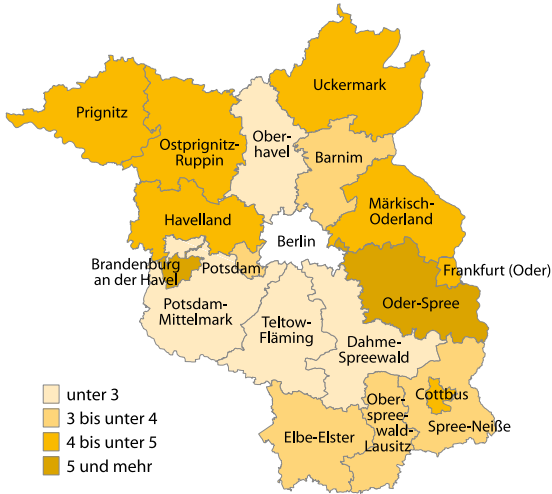 Uckermark
Prignitz
Ober-
havel
Ostprignitz-
Ruppin
Barnim
Märkisch-
Oderland
Havelland
Berlin
Brandenburg
an der Havel
Potsdam
Frankfurt (Oder)
Oder-Spree
Potsdam-
Mittelmark
Teltow-
Fläming
Dahme-
Spreewald
Cottbus
Ober-
spree-
wald-
Lausitz
Spree-Neiße
Elbe-Elster
unter 3
3 bis unter 4
4 bis unter 5
5 und mehr